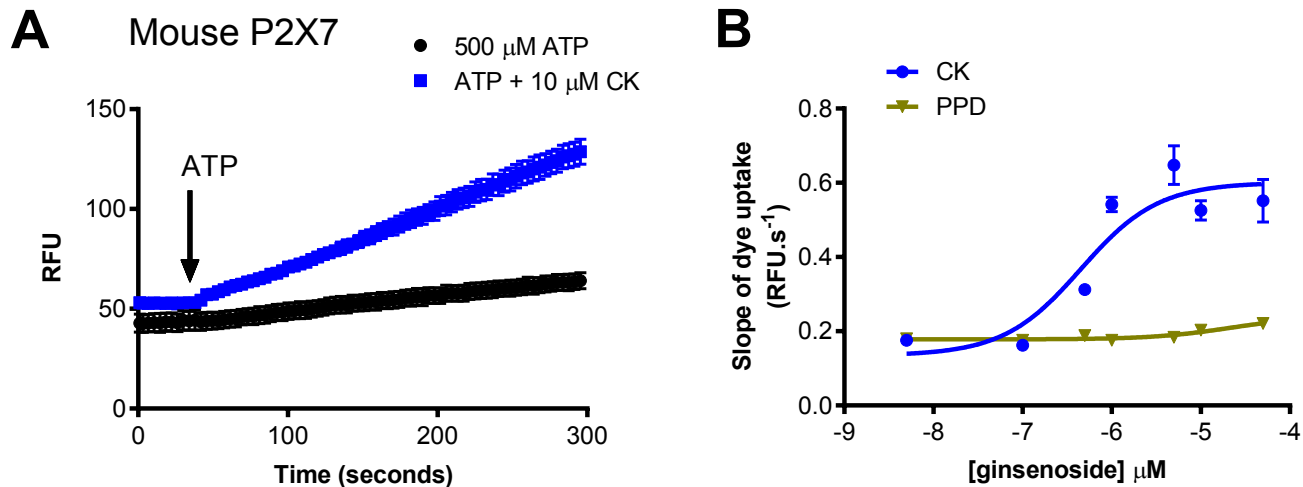 A
Mouse P2X7
500 μM ATP
ATP + 10 μM CK
150
100
50
0
RFU
ATP
0 100 200 300
Time (seconds)
B
CK
PPD
0.8
0.6
0.4
0.2
0.0
Slope of dye uptake
(RFU.s-1)
-9 -8 -7 -6 -5 -4
[ginsenoside] μM